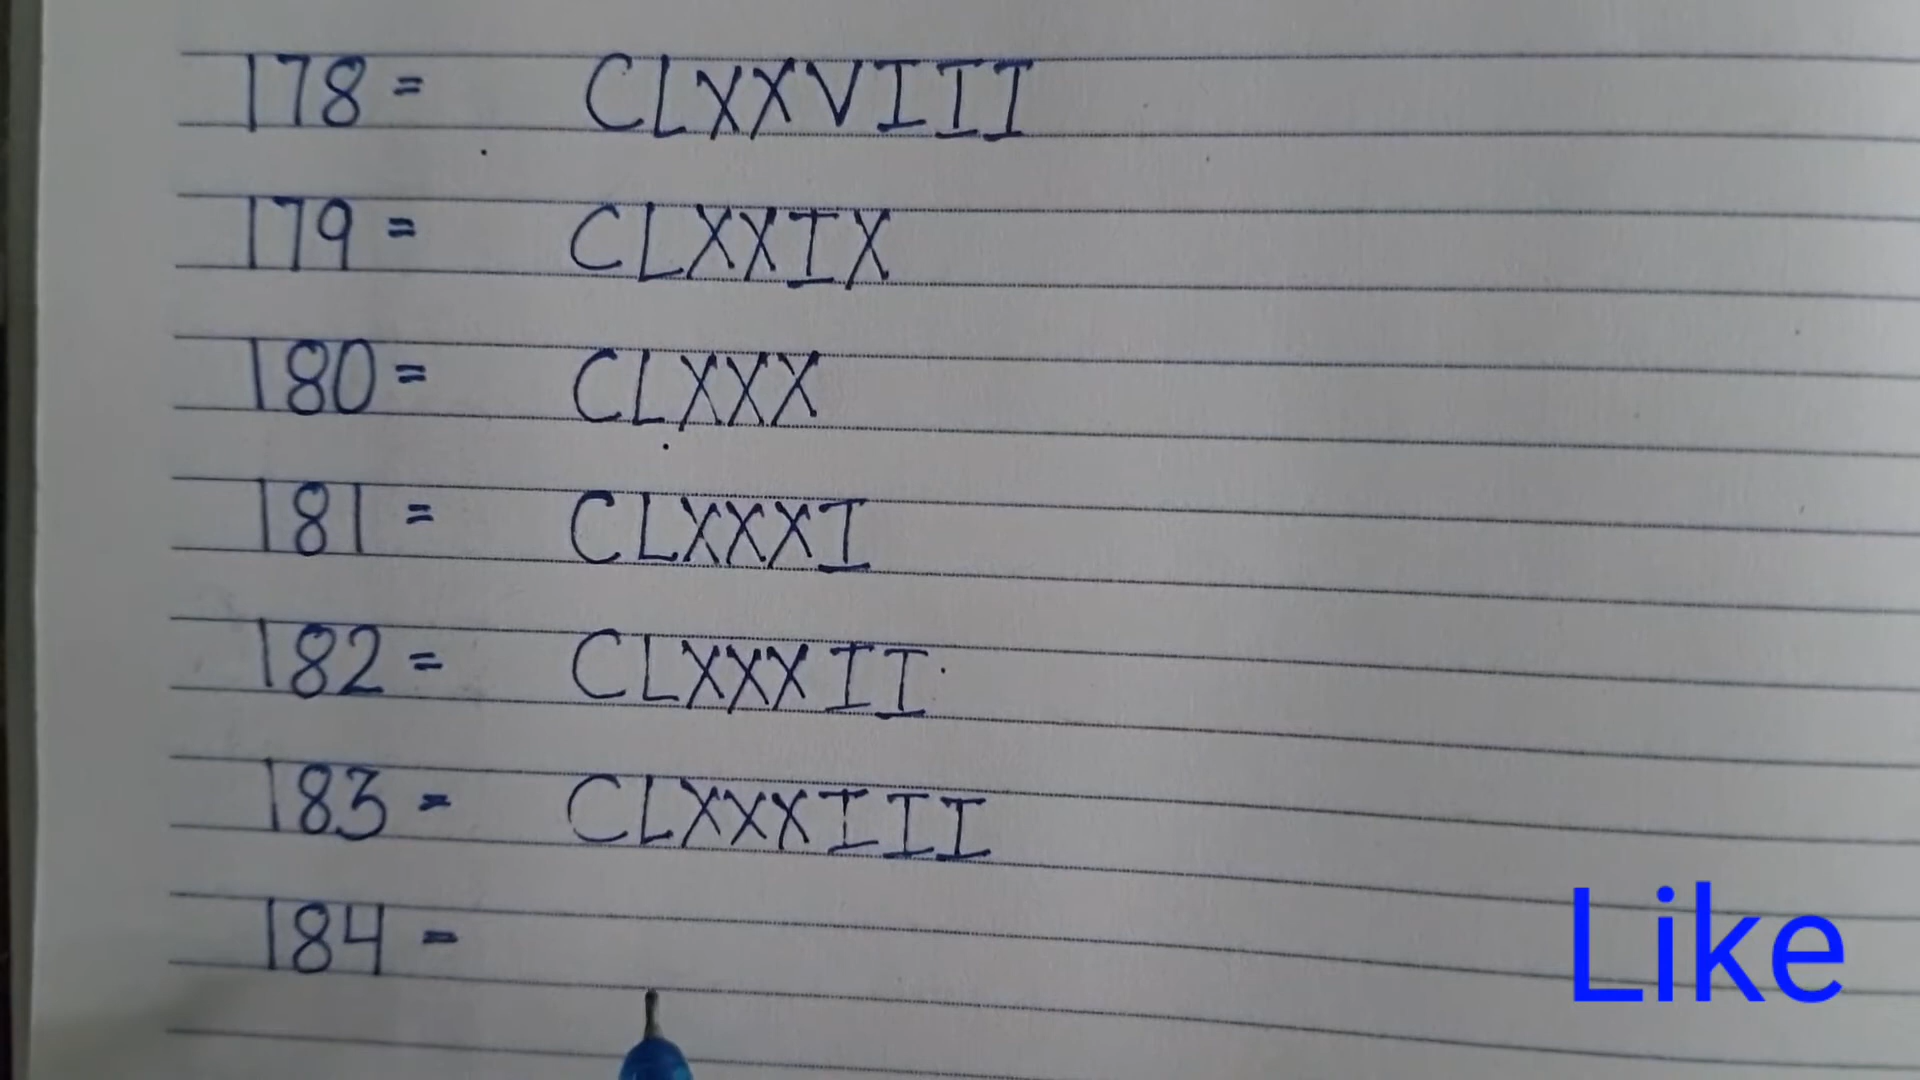 178 = CLXXVIII
179 = CLXXIX
180 = CLXXX
181 = CLXXXI
182 = CLXXXII
183 = CLXXXIII
184 =
Like